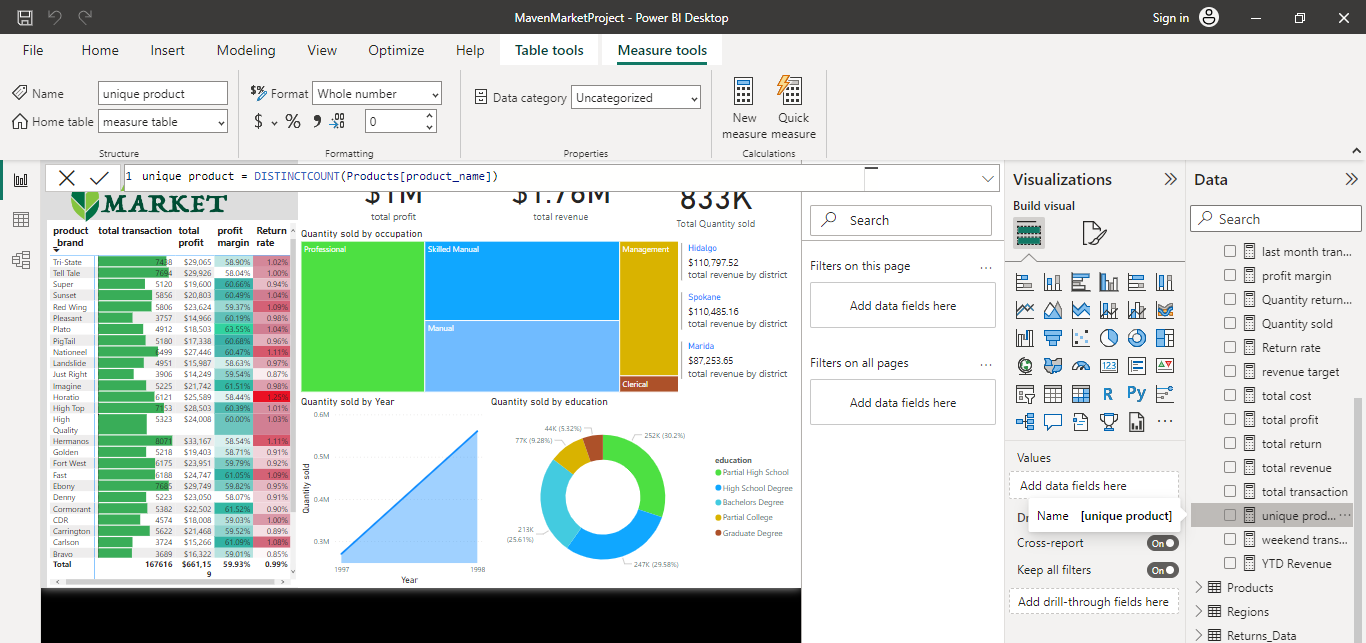 MavenMarketProject - Power BI Desktop
Sign in
File Home Insert Modeling View Optimize Help Table tools Measure tools
Name unique product
Home table measure table
Structure
$% Format Whole number
$ % 0
Formatting
Data category Uncategorized
Properties
New measure
Quick measure
Calculations
1 unique product = DISTINCTCOUNT(Products[product_name])
MARKET
$1M
total profit
$1.76M
total revenue
833K
Total Quantity sold
product_brand total transaction total profit profit margin Return rate
Tri-State 7438 $29,065 58.90% 1.02%
Tell Tale 7694 $29,926 58.04% 1.00%
Super 5120 $19,600 60.66% 0.94%
Sunset 5856 $20,803 60.49% 1.04%
Red Wing 5806 $23,624 59.37% 1.09%
Pleasant 3757 $14,966 60.19% 0.98%
Plato 4912 $18,503 63.55% 1.04%
PigTail 5180 $17,338 60.68% 0.96%
Nationeel 6499 $27,446 60.47% 1.11%
Landslide 4951 $15,987 58.63% 0.97%
Just Right 3906 $14,249 59.54% 0.87%
Imagine 5225 $21,742 61.51% 0.98%
Horatio 6121 $25,589 58.44% 1.25%
High Top 7153 $28,503 60.39% 1.01%
High Quality 5323 $24,008 60.00% 1.03%
Hermanos 8071 $33,167 58.54% 1.11%
Golden 5218 $19,403 58.71% 0.91%
Fort West 6175 $23,951 59.79% 0.92%
Fast 6188 $24,747 61.05% 1.09%
Ebony 7685 $29,749 59.82% 0.95%
Denny 5223 $23,050 58.07% 0.91%
Cormorant 5382 $22,502 61.52% 0.90%
CDR 4574 $18,008 59.03% 1.00%
Carrington 5622 $21,468 59.52% 0.89%
Carlson 3724 $15,266 61.09% 1.08%
Bravo 3689 $16,322 59.01% 0.85%
Total 167616 $661,159 59.93% 0.99%
Quantity sold by occupation
Professional
Skilled Manual
Manual
Management
Clerical
Hidalgo
$110,797.52
total revenue by district
Spokane
$110,485.16
total revenue by district
Marida
$87,253.65
total revenue by district
Quantity sold by Year
Quantity sold
0.6M
0.5M
0.4M
0.3M
1997 1998
Year
Quantity sold by education
44K (5.32%)
77K (9.28%)
252K (30.2%)
213K (25.61%)
247K (29.58%)
education
Partial High School
High School Degree
Bachelors Degree
Partial College
Graduate Degree
Search
Filters on this page ...
Add data fields here
Filters on all pages ...
Add data fields here
Visualizations
Build visual
123
R Py
...
Values
Add data fields here
Dr
Name [unique product]
Cross-report On
Keep all filters On
Add drill-through fields here
Data
Search
last month tran...
profit margin
Quantity return...
Quantity sold
Return rate
revenue target
total cost
total profit
total return
total revenue
total transaction
unique prod... ...
weekend trans...
YTD Revenue
Products
Regions
Returns_Data